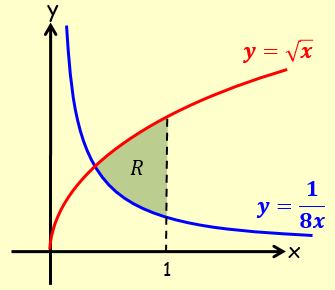 y
y = √x
R
y = 1/8x
x
1